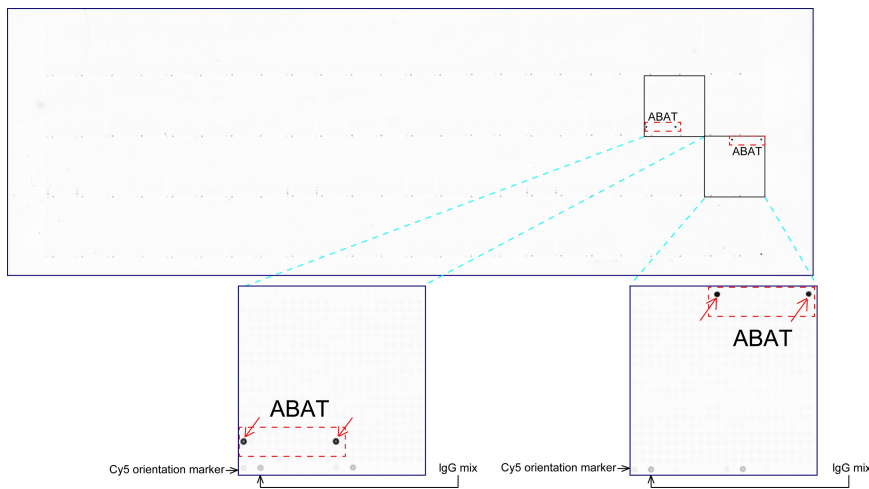 ABAT
ABAT
ABAT
ABAT
Cy5 orientation marker
IgG mix
Cy5 orientation marker
IgG mix